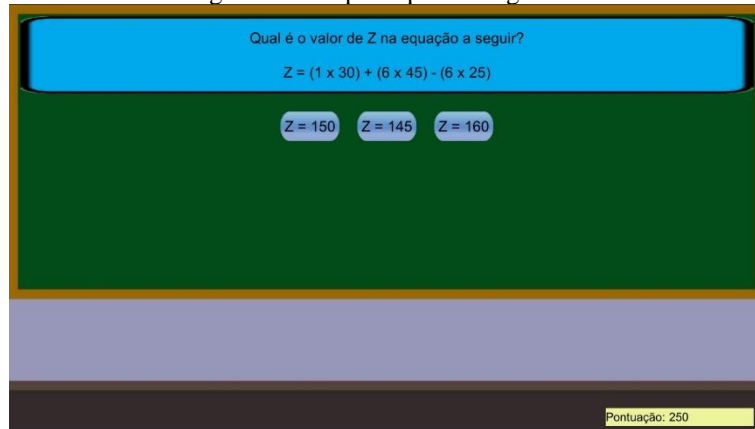 Qual é o valor de Z na equação a seguir?
Z = (1 x 30) + (6 x 45) - (6 x 25)
Z = 150 Z = 145 Z = 160
Pontuação: 250